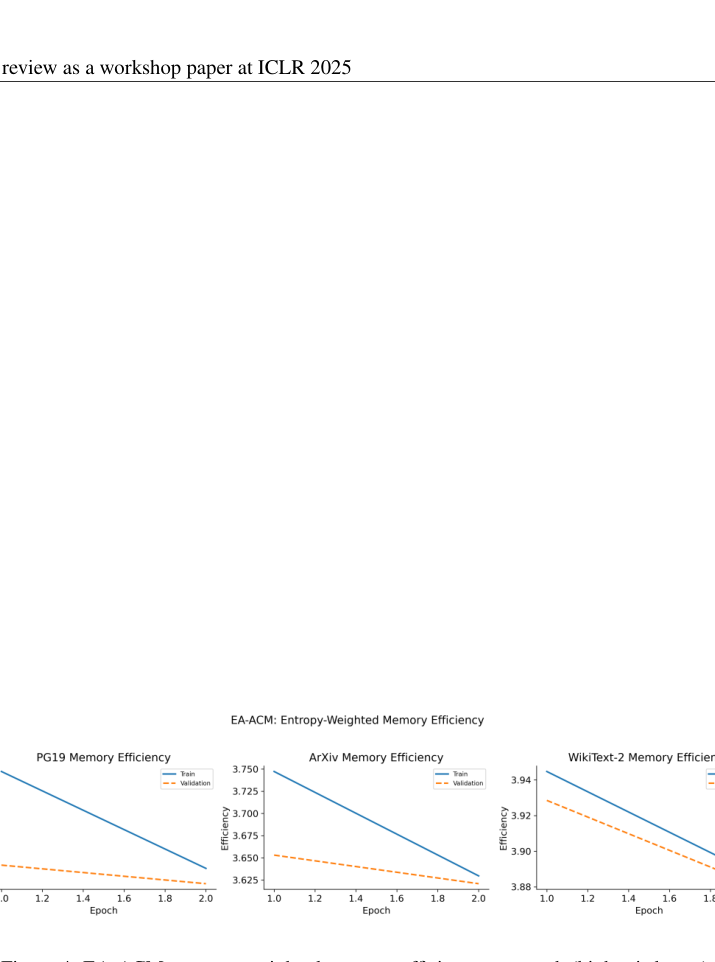 review as a workshop paper at ICLR 2025
EA-ACM: Entropy-Weighted Memory Efficiency
PG19 Memory Efficiency
Train
Validation
.0 1.2 1.4 1.6 1.8 2.0
Epoch
ArXiv Memory Efficiency
Train
Validation
3.750
3.725
3.700
3.675
3.650
3.625
Efficiency
1.0 1.2 1.4 1.6 1.8 2.0
Epoch
WikiText-2 Memory Efficien
3.94
3.92
3.90
3.88
Efficiency
1.0 1.2 1.4 1.6 1.8
Epoch